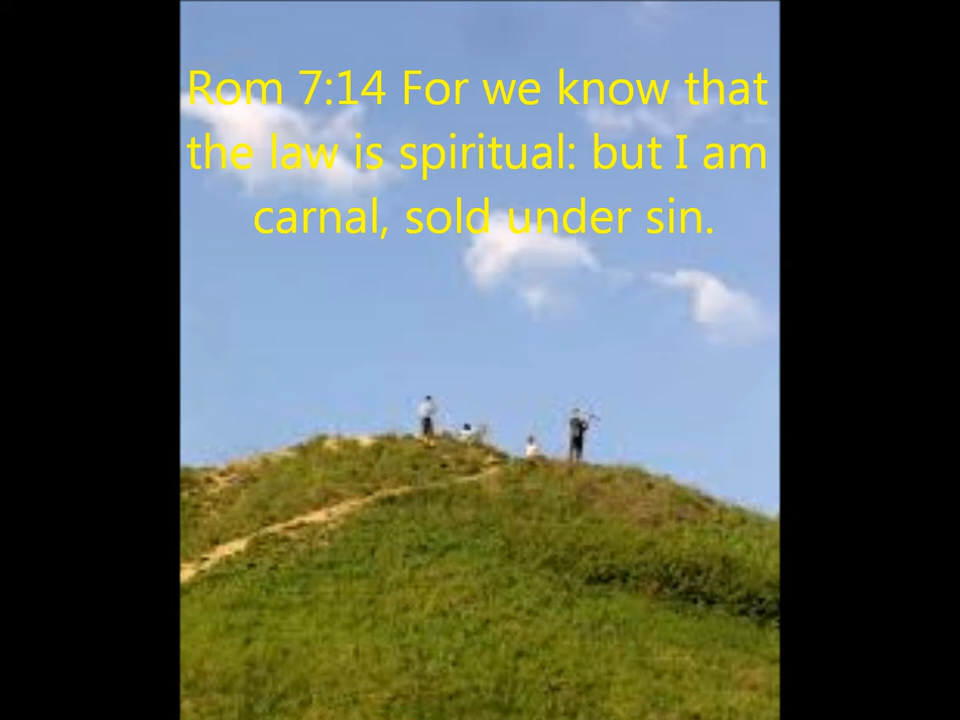 Rom 7:14 For we know that
the law is spiritual: but I am
carnal, sold under sin.